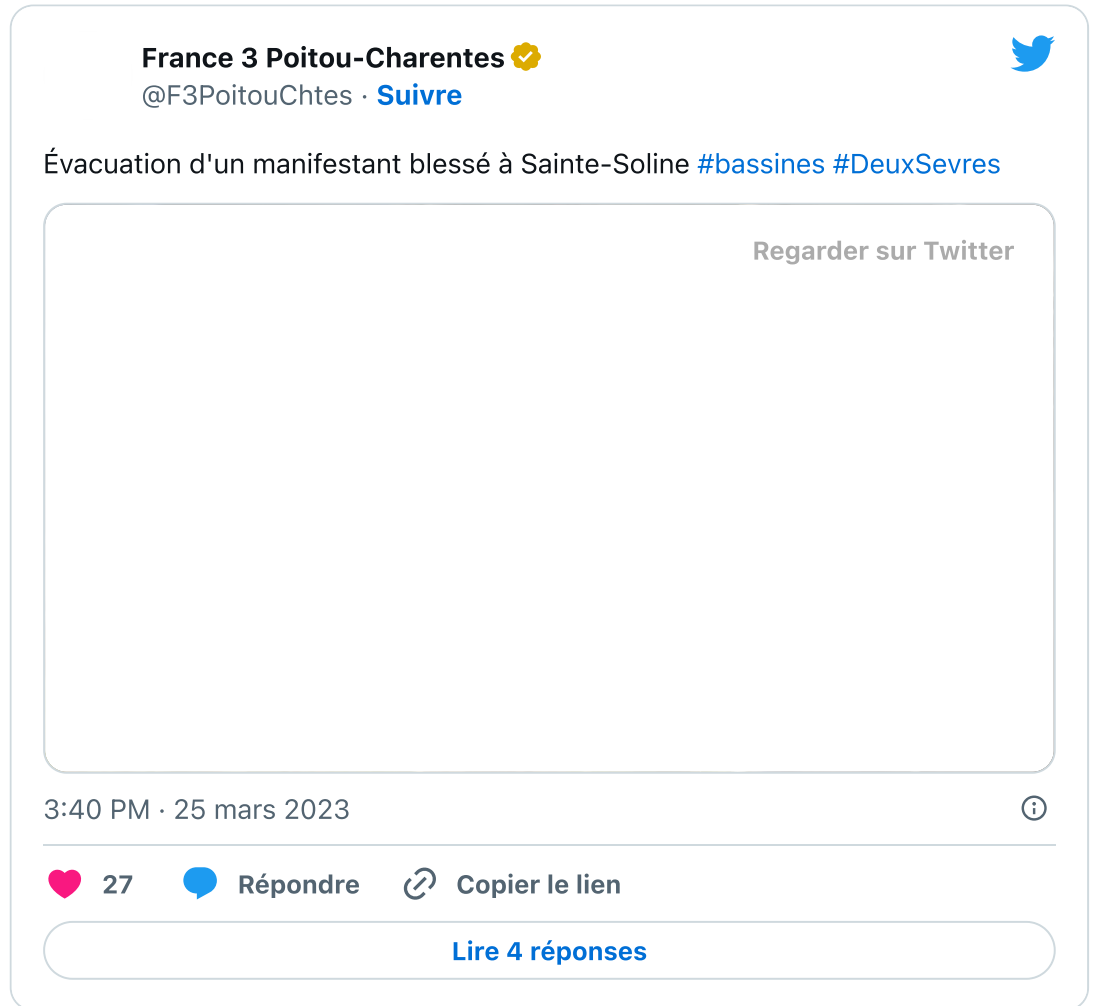 France 3 Poitou-Charentes
@F3PoitouChtes · Suivre
Évacuation d'un manifestant blessé à Sainte-Soline #bassines #DeuxSevres
Regarder sur Twitter
3:40 PM · 25 mars 2023
27 Répondre Copier le lien
Lire 4 réponses